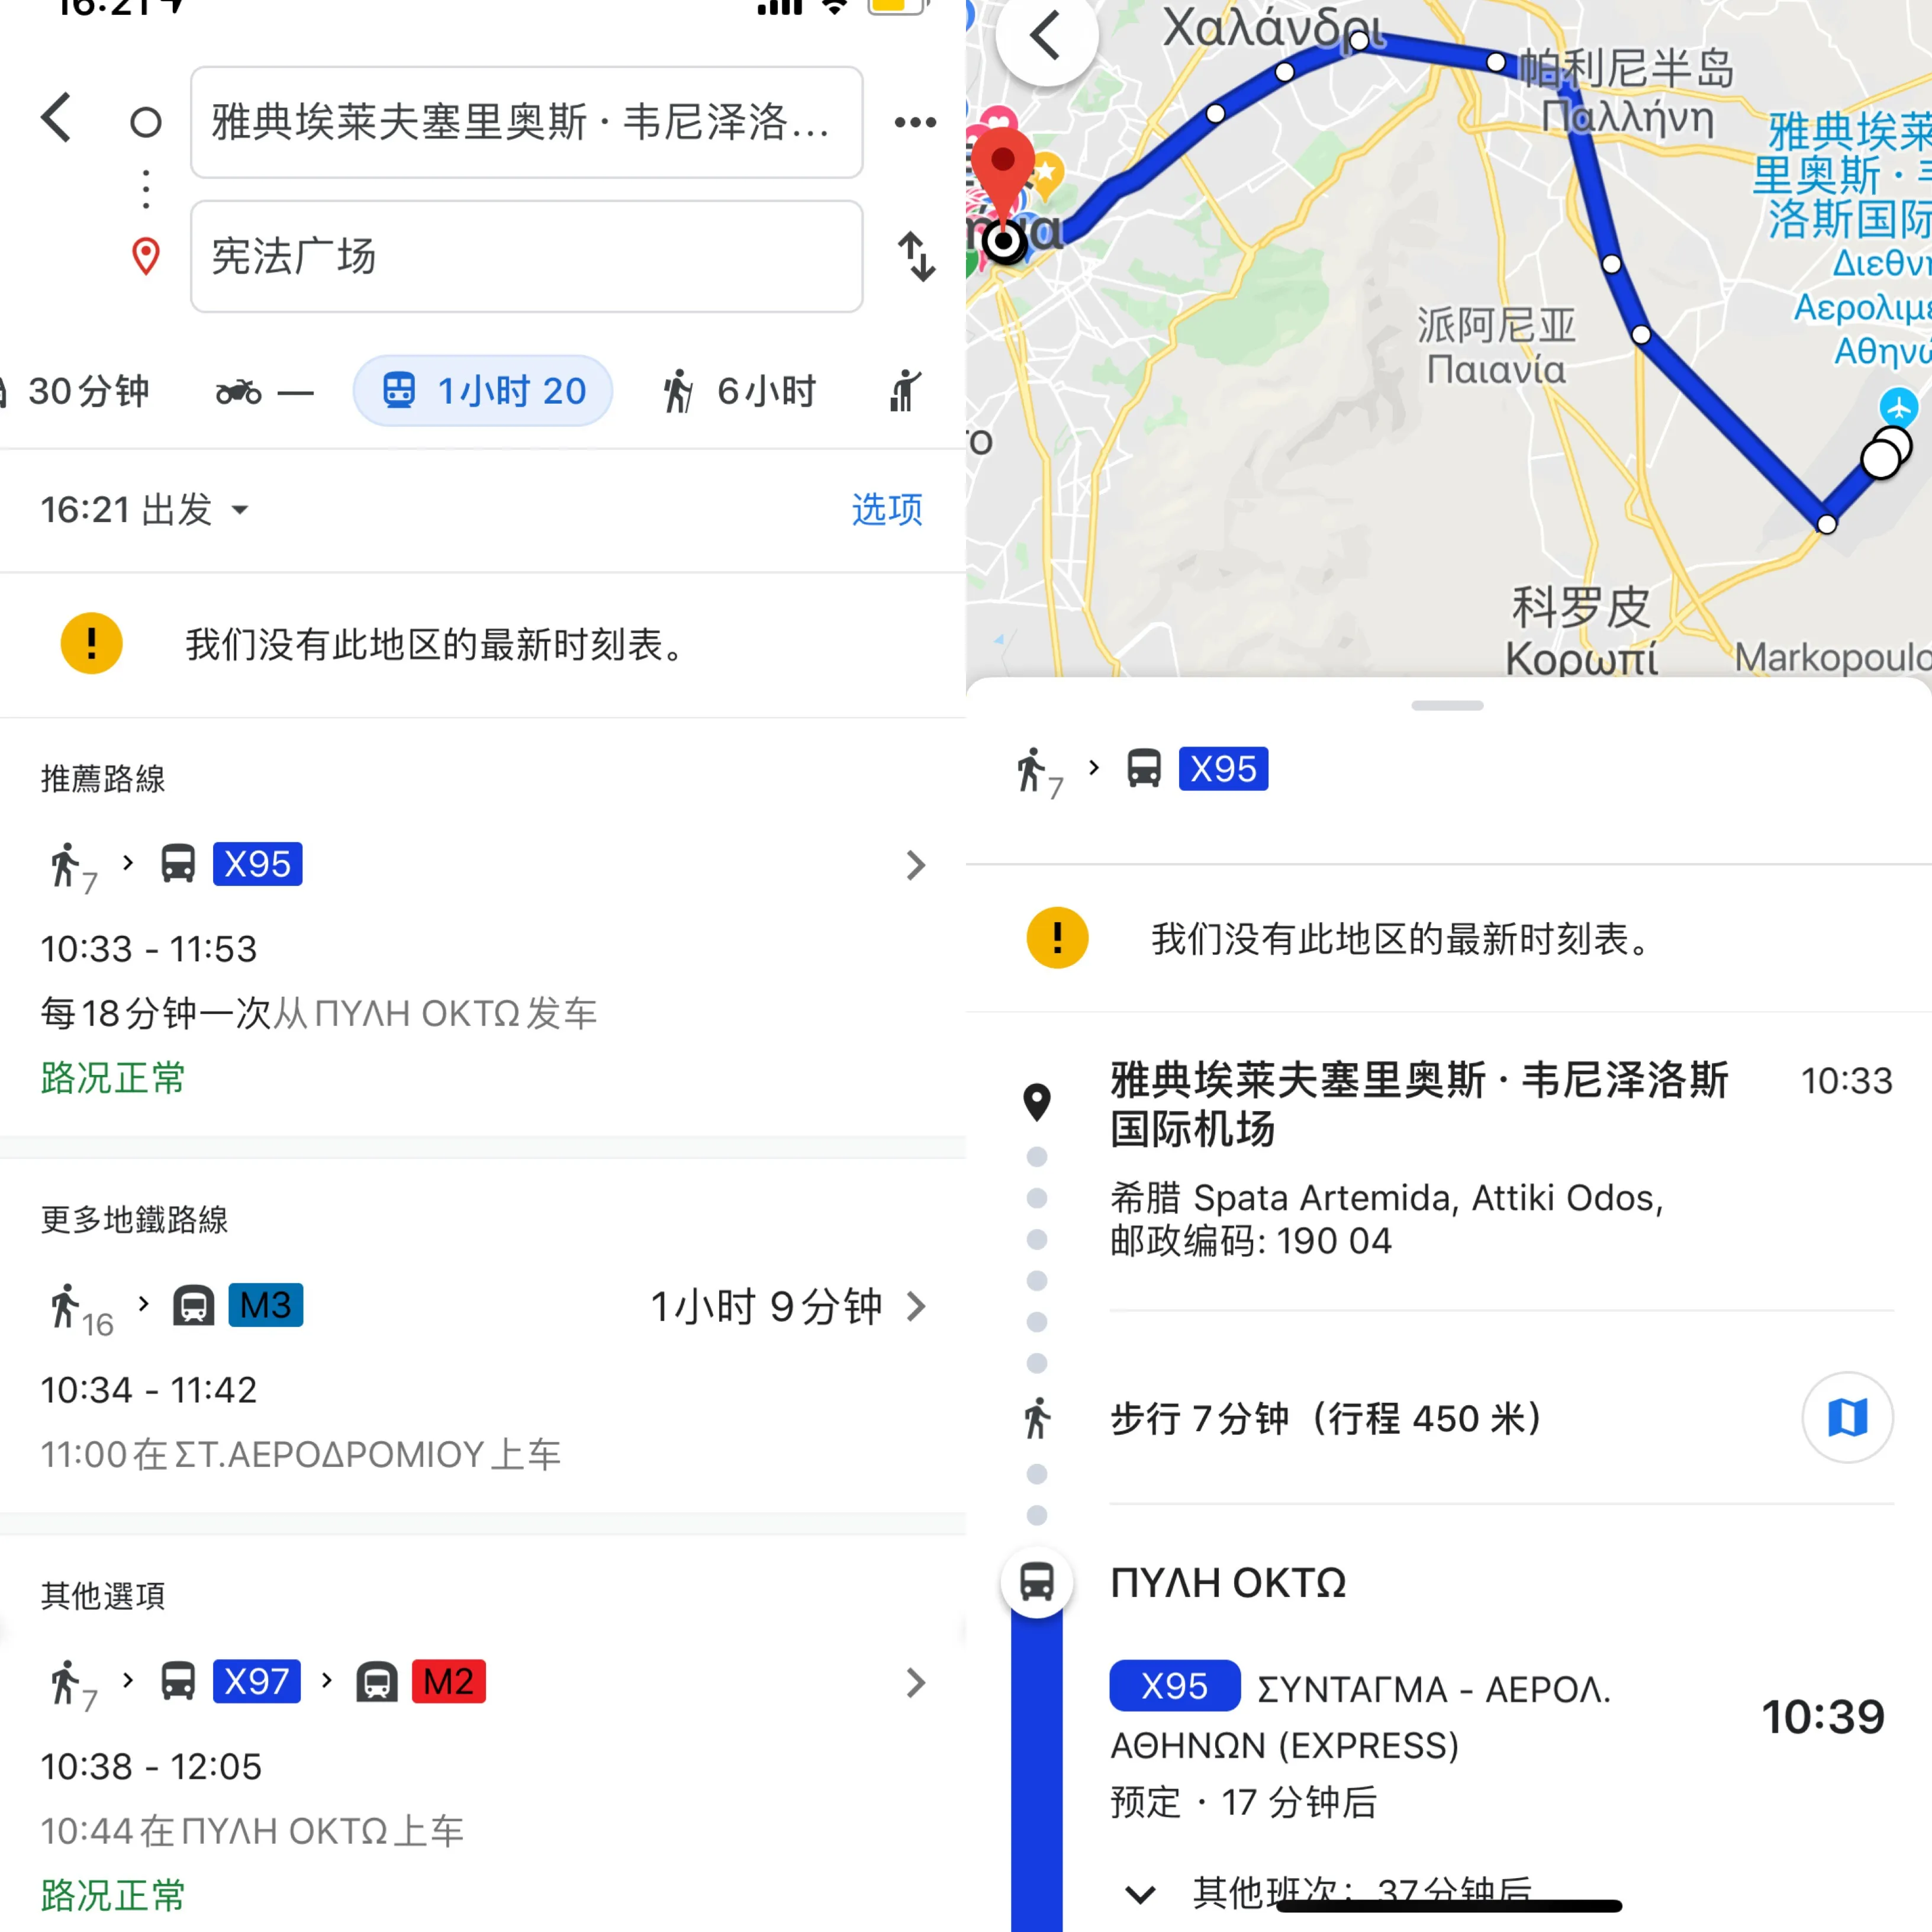 16:21
雅典埃莱夫塞里奥斯 · 韦尼泽洛...
宪法广场
30 分钟
—
1小时 20
6小时
16:21 出发
选项
我们没有此地区的最新时刻表。
推薦路線
7
X95
10:33 - 11:53
每 18 分钟一次从 ΠΥΛΗ ΟΚΤΩ 发车
路况正常
更多地鐵路線
16
M3
1小时 9 分钟
10:34 - 11:42
11:00 在 ΣΤ.ΑΕΡΟΔΡΟΜΙΟΥ 上车
其他選項
7
X97
M2
10:38 - 12:05
10:44 在 ΠΥΛΗ ΟΚΤΩ 上车
路况正常
Χαλάνδρι
帕利尼半岛
Παλλήνη
雅典埃莱
里奥斯 · 韦
洛斯国际
Διεθν
Αερολιμ
Αθην
派阿尼亚
Παιανία
科罗皮
Κορωπί
Markopoulo
7
X95
我们没有此地区的最新时刻表。
雅典埃莱夫塞里奥斯 · 韦尼泽洛斯
国际机场
10:33
希腊 Spata Artemida, Attiki Odos,
邮政编码: 190 04
步行 7 分钟（行程 450 米）
ΠΥΛΗ ΟΚΤΩ
X95 ΣΥΝΤΑΓΜΑ - ΑΕΡΟΛ.
ΑΘΗΝΩΝ (EXPRESS)
10:39
预定 · 17 分钟后
其他班次： 37 分钟后